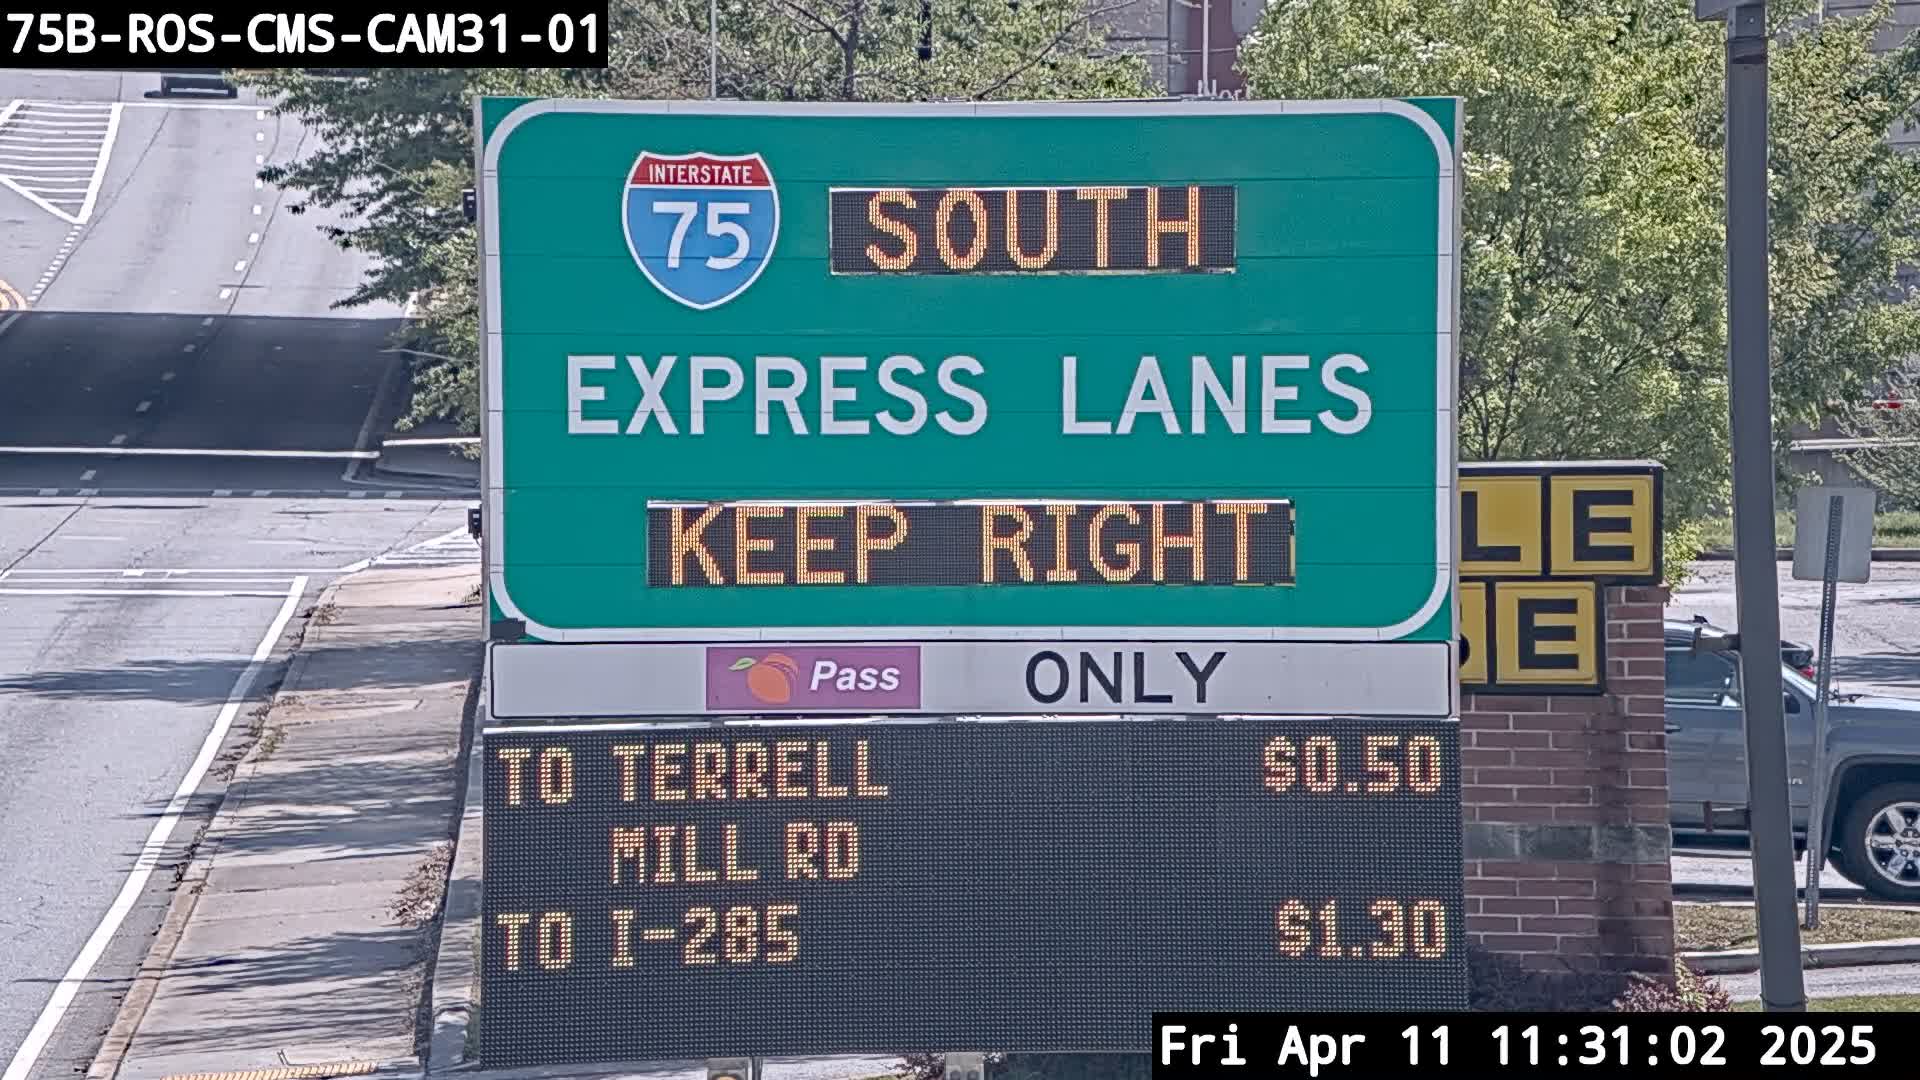 75B-ROS-CMS-CAM31-01
INTERSTATE
75
SOUTH
EXPRESS LANES
KEEP RIGHT
Pass ONLY
TO TERRELL $0.50
MILL RD
TO I-285 $1.30
LE
E
Fri Apr 11 11:31:02 2025